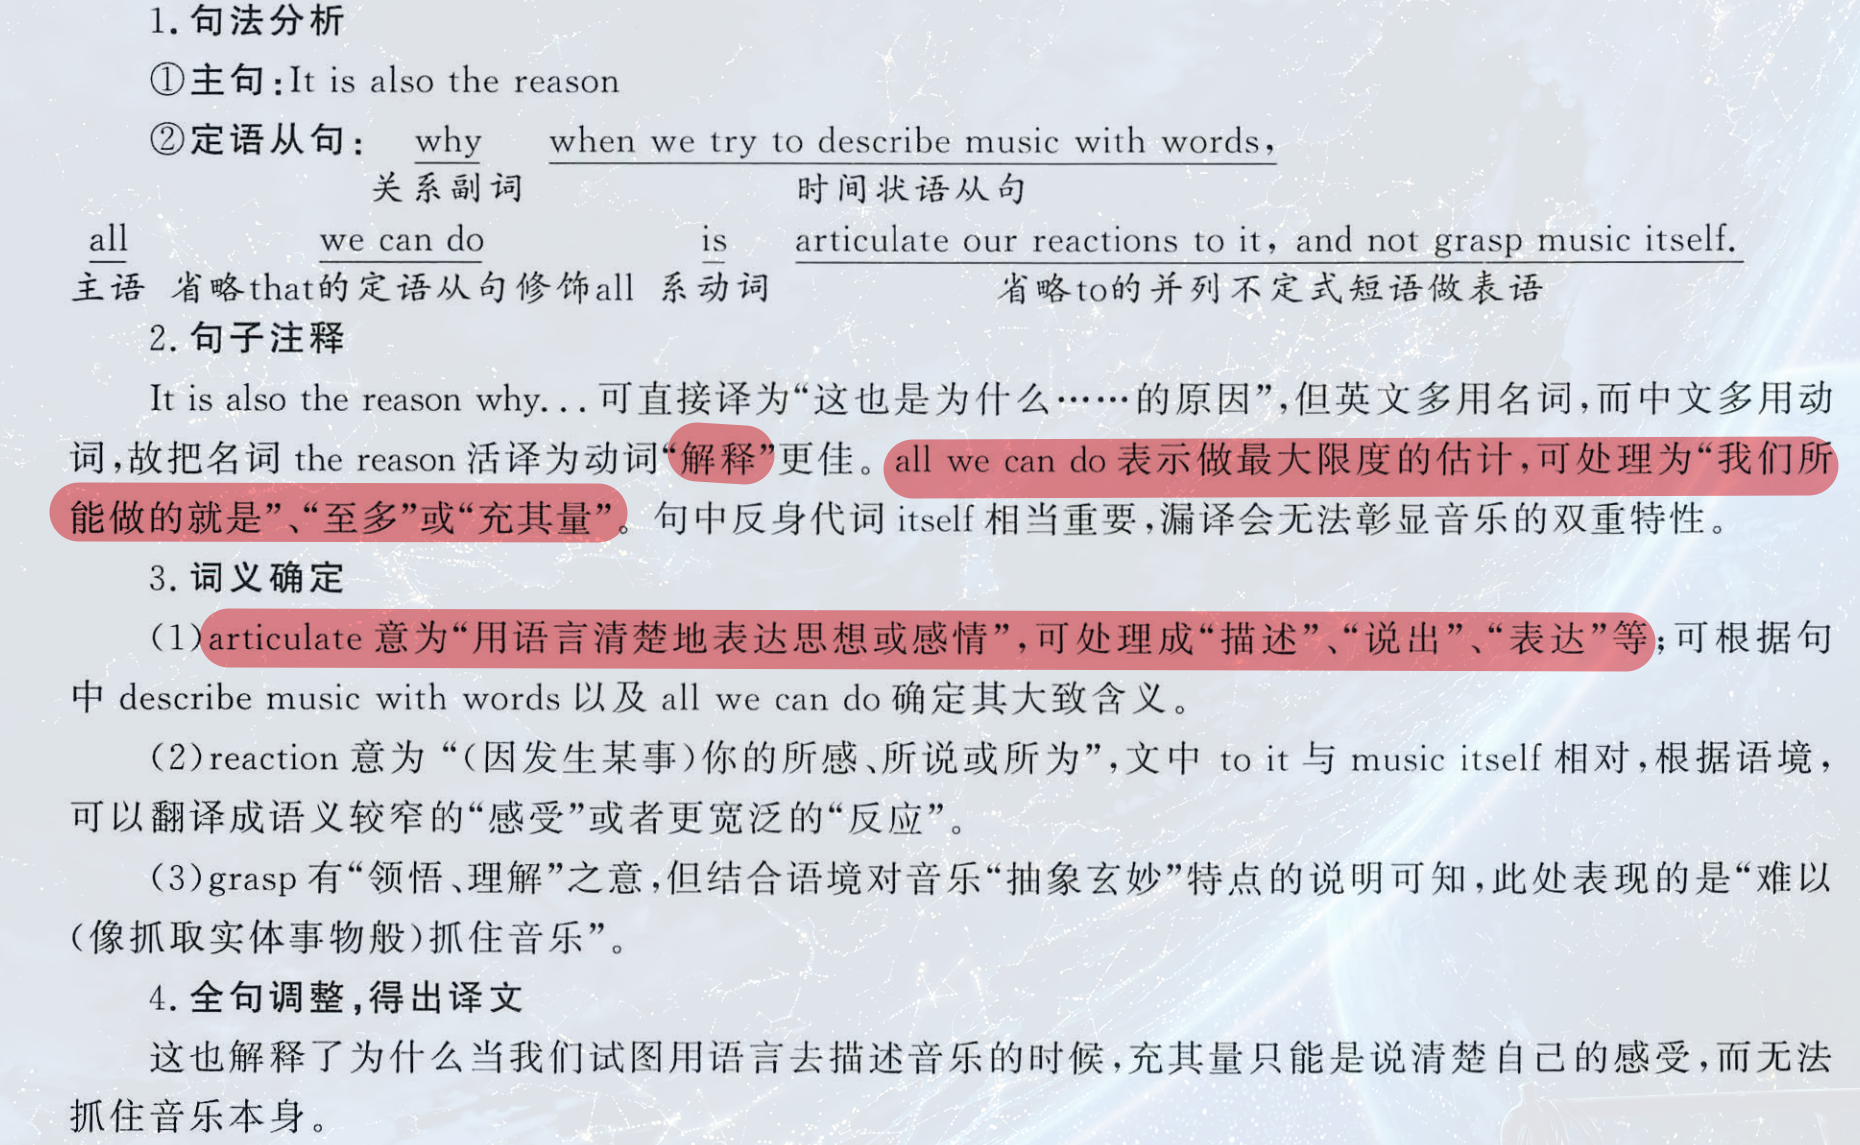 1. 句法分析
①主句:It is also the reason
②定语从句: why when we try to describe music with words,
关系副词 时间状语从句
all we can do is articulate our reactions to it, and not grasp music itself.
主语 省略that的定语从句修饰all 系动词 省略to的并列不定式短语做表语
2. 句子注释
It is also the reason why...可直接译为“这也是为什么……的原因”,但英文多用名词,而中文多用动
词,故把名词 the reason 活译为动词“解释”更佳。all we can do 表示做最大限度的估计,可处理为“我们所
能做的就是”、“至多”或“充其量”。句中反身代词 itself 相当重要,漏译会无法彰显音乐的双重特性。
3. 词义确定
(1)articulate 意为“用语言清楚地表达思想或感情”,可处理成“描述”、“说出”、“表达”等;可根据句
中 describe music with words 以及 all we can do 确定其大致含义。
(2)reaction 意为“(因发生某事)你的所感、所说或所为”,文中 to it 与 music itself 相对,根据语境,
可以翻译成语义较窄的“感受”或者更宽泛的“反应”。
(3)grasp 有“领悟、理解”之意,但结合语境对音乐“抽象玄妙”特点的说明可知,此处表现的是“难以
(像抓取实体事物般)抓住音乐”。
4. 全句调整,得出译文
这也解释了为什么当我们试图用语言去描述音乐的时候,充其量只能是说清楚自己的感受,而无法
抓住音乐本身。